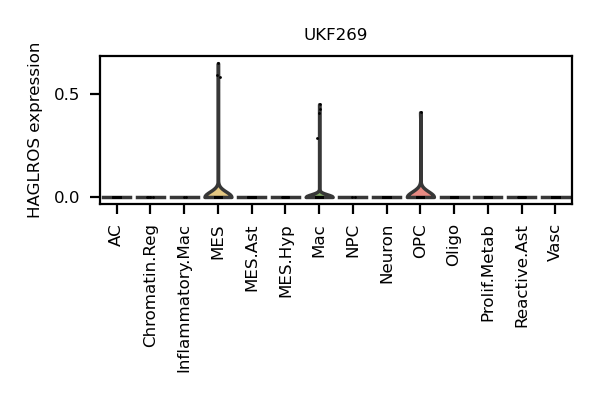 UKF269
HAGLROS expression
0.5
0.0
AC
Chromatin.Reg
Inflammatory.Mac
MES
MES.Ast
MES.Hyp
Mac
NPC
Neuron
OPC
Oligo
Prolif.Metab
Reactive.Ast
Vasc